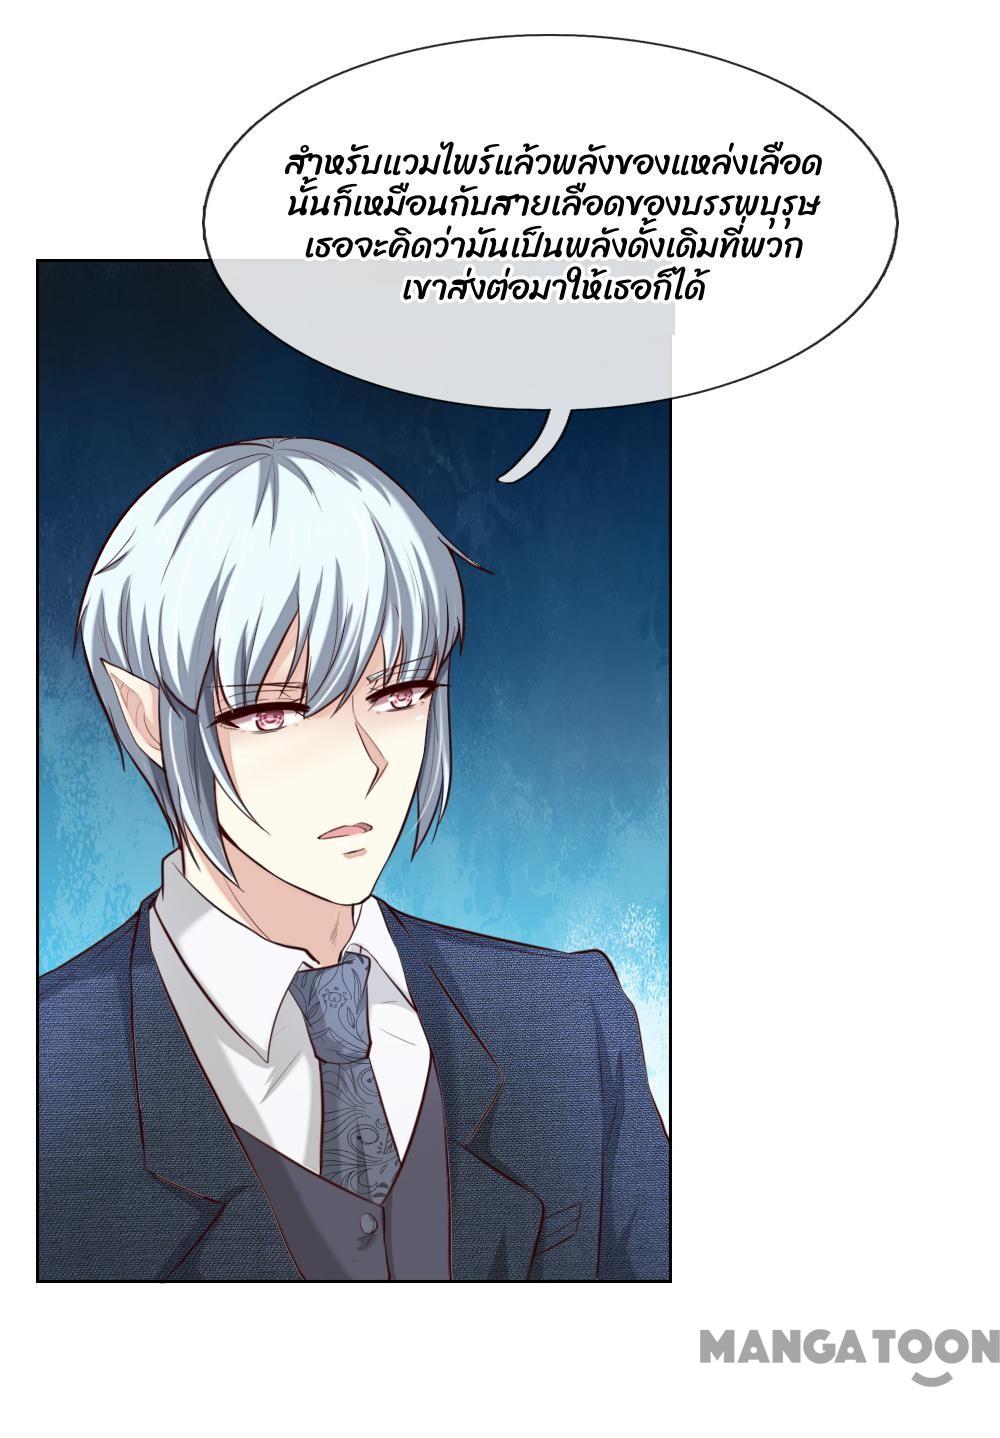 สำหรับแวมไพร์แล้วพลังของแหล่งเลือด
นั้นก็เหมือนกับสายเลือดของบรรพบุรุษ
เธอจะคิดว่ามันเป็นพลังดั้งเดิมที่พวก
เขาส่งต่อมาให้เธอก็ได้
MANGATOON